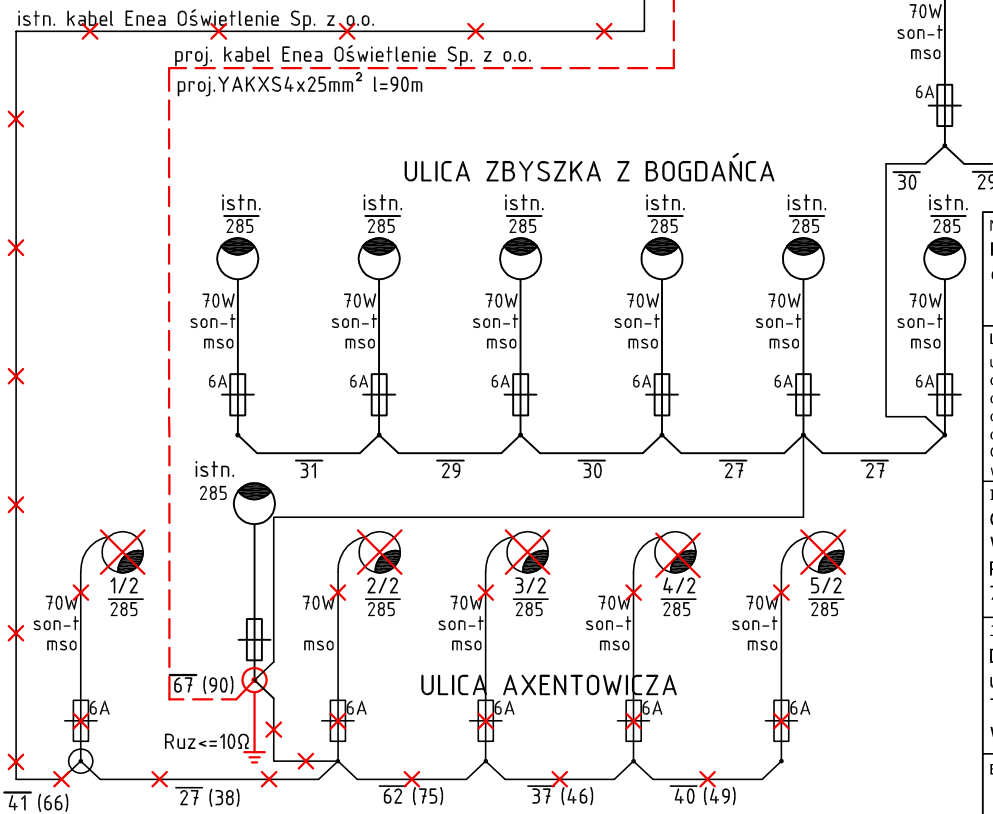 istn. kabel Enea Oświetlenie Sp. z o.o.
proj. kabel Enea Oświetlenie Sp. z o.o.
proj.YAKXS4x25mm² l=90m
70W
son-t
mso
6A
30
ULICA ZBYSZKA Z BOGDAŃCA
istn.
285
istn.
285
istn.
285
istn.
285
istn.
285
istn.
285
70W
son-t
mso
70W
son-t
mso
70W
son-t
mso
70W
son-t
mso
70W
son-t
mso
70W
son-t
mso
6A
6A
6A
6A
6A
6A
31
29
30
27
27
istn.
285
1/2
285
2/2
285
3/2
285
4/2
285
5/2
285
70W
son-t
mso
70W
mso
70W
son-t
mso
70W
son-t
mso
70W
son-t
mso
67 (90)
ULICA AXENTOWICZA
6A
6A
6A
6A
Ruz<=10Ω
41 (66)
27 (38)
62 (75)
37 (46)
40 (49)